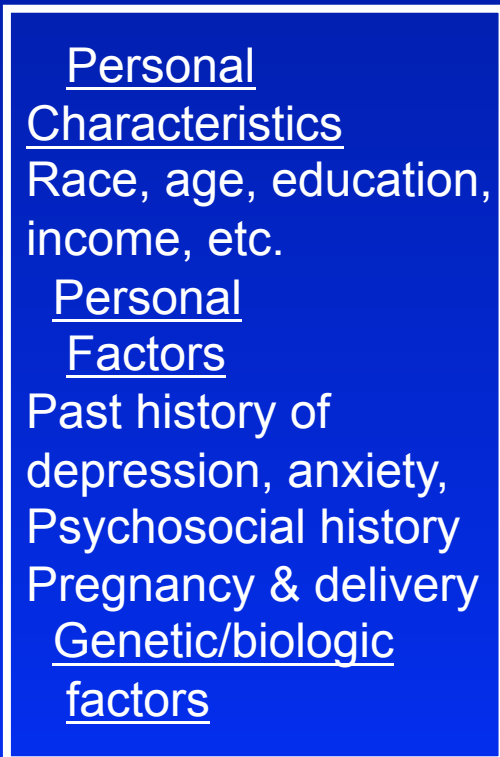 Personal
Characteristics
Race, age, education,
income, etc.
Personal
Factors
Past history of
depression, anxiety,
Psychosocial history
Pregnancy & delivery
Genetic/biologic
factors